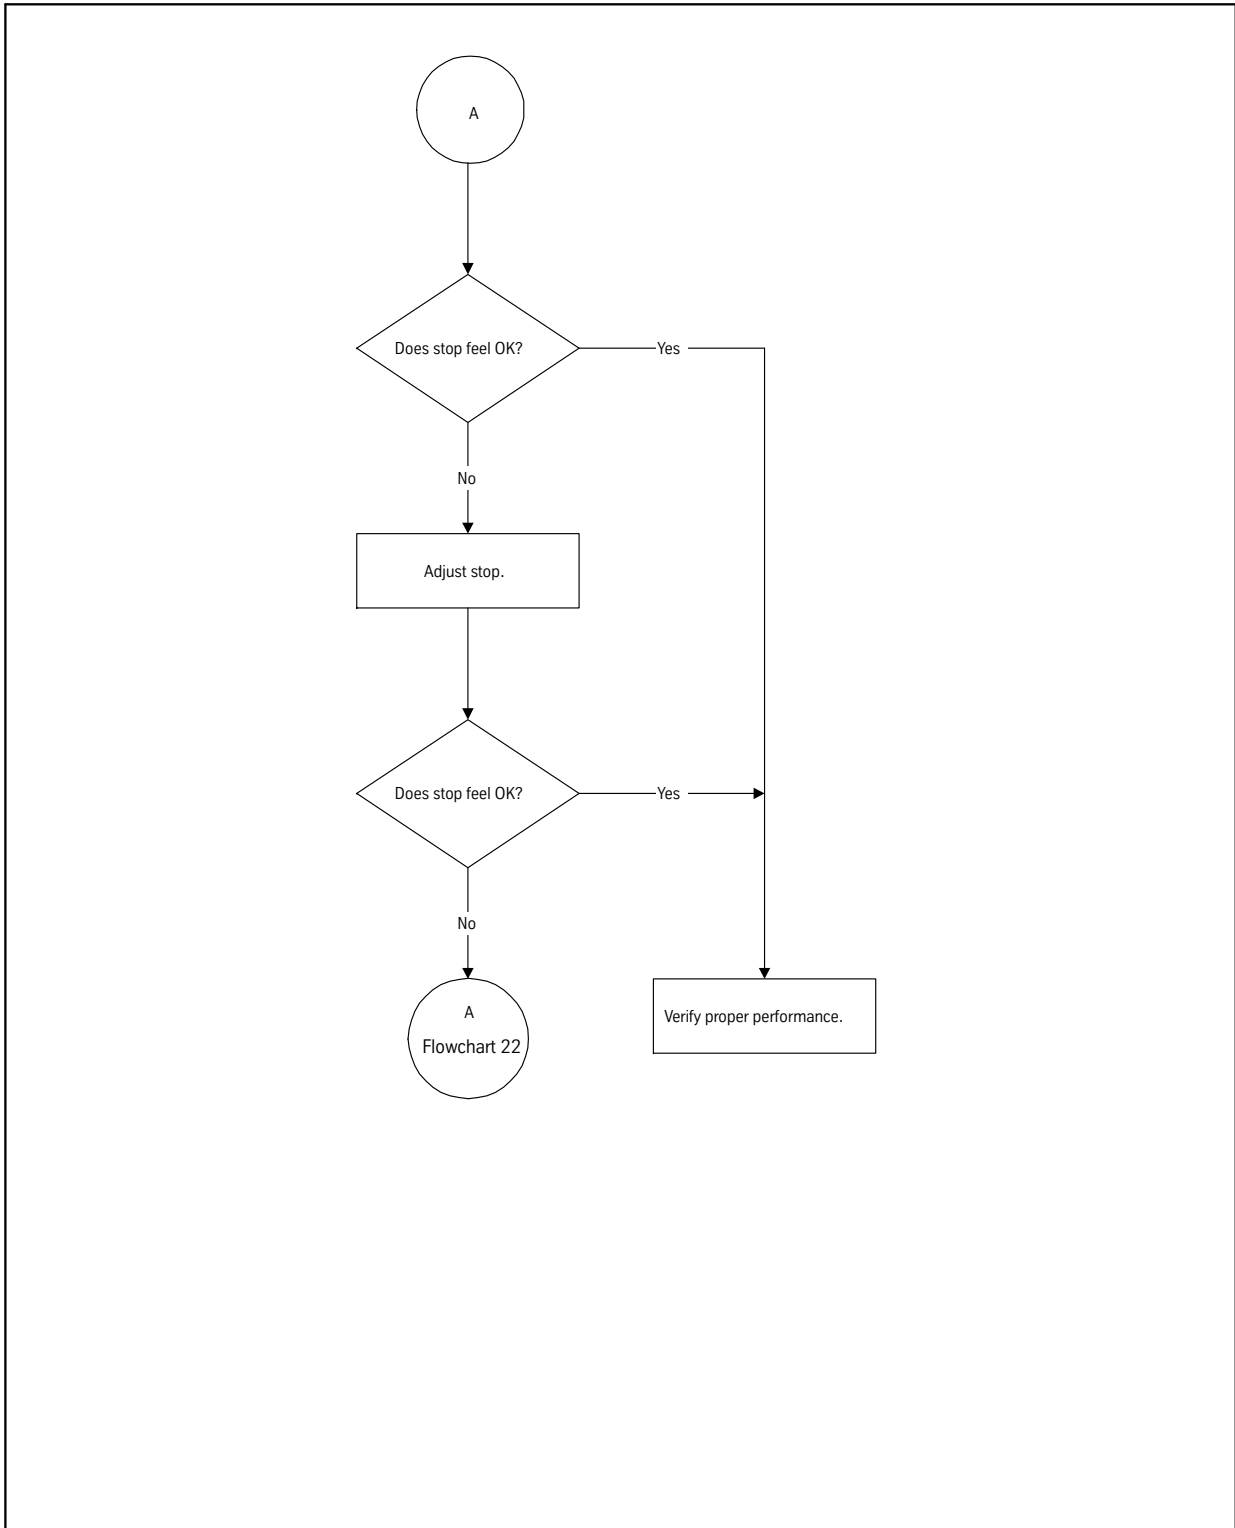 A
Does stop feel OK?
Yes
No
Adjust stop.
Does stop feel OK?
Yes
No
A
Flowchart 22
Verify proper performance.